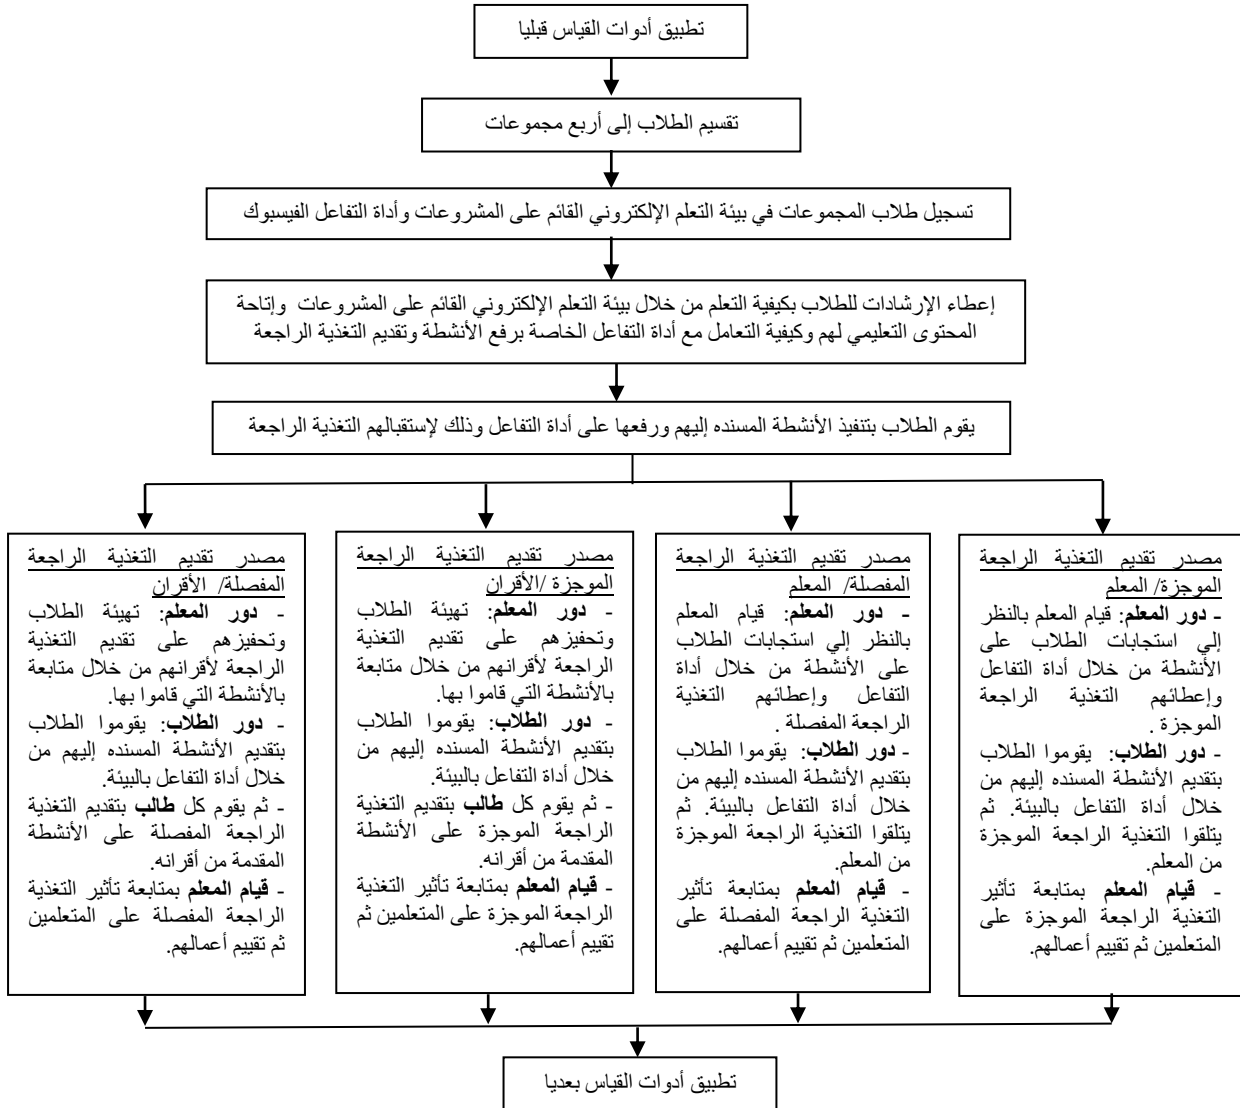 تطبيق أدوات القياس قبليا
تقسيم الطلاب إلى أربع مجموعات
تسجيل طلاب المجموعات في بيئة التعلم الإلكتروني القائم على المشروعات وأداة التفاعل الفيسبوك
إعطاء الإرشادات للطلاب بكيفية التعلم من خلال بيئة التعلم الإلكتروني القائم على المشروعات وإتاحة
المحتوى التعليمي لهم وكيفية التعامل مع أداة التفاعل الخاصة برفع الأنشطة وتقديم التغذية الراجعة
يقوم الطلاب بتنفيذ الأنشطة المسنده إليهم ورفعها على أداة التفاعل وذلك لإستقبالهم التغذية الراجعة
مصدر تقديم التغذية الراجعة
الموجزة/ المعلم
- دور المعلم: قيام المعلم بالنظر
إلي استجابات الطلاب على
الأنشطة من خلال أداة التفاعل
وإعطائهم التغذية الراجعة
الموجزة .
- دور الطلاب: يقوموا الطلاب
بتقديم الأنشطة المسنده إليهم من
خلال أداة التفاعل بالبيئة. ثم
يتلقوا التغذية الراجعة الموجزة
من المعلم.
- قيام المعلم بمتابعة تأثير
التغذية الراجعة الموجزة على
المتعلمين ثم تقييم أعمالهم.
مصدر تقديم التغذية الراجعة
المفصلة/ المعلم
- دور المعلم: قيام المعلم
بالنظر إلي استجابات الطلاب
على الأنشطة من خلال أداة
التفاعل وإعطائهم التغذية
الراجعة المفصلة .
- دور الطلاب: يقوموا الطلاب
بتقديم الأنشطة المسنده إليهم من
خلال أداة التفاعل بالبيئة. ثم
يتلقوا التغذية الراجعة الموجزة
من المعلم.
- قيام المعلم بمتابعة تأثير
التغذية الراجعة المفصلة على
المتعلمين ثم تقييم أعمالهم.
مصدر تقديم التغذية الراجعة
الموجزة /الأقران
- دور المعلم: تهيئة الطلاب
وتحفيزهم على تقديم التغذية
الراجعة لأقرانهم من خلال متابعة
بالأنشطة التي قاموا بها.
- دور الطلاب: يقوموا الطلاب
بتقديم الأنشطة المسنده إليهم من
خلال أداة التفاعل بالبيئة.
- ثم يقوم كل طالب بتقديم التغذية
الراجعة الموجزة على الأنشطة
المقدمة من أقرانه.
- قيام المعلم بمتابعة تأثير التغذية
الراجعة الموجزة على المتعلمين ثم
تقييم أعمالهم.
مصدر تقديم التغذية الراجعة
المفصلة/ الأقران
- دور المعلم: تهيئة الطلاب
وتحفيزهم على تقديم التغذية
الراجعة لأقرانهم من خلال متابعة
بالأنشطة التي قاموا بها.
- دور الطلاب: يقوموا الطلاب
بتقديم الأنشطة المسنده إليهم من
خلال أداة التفاعل بالبيئة.
- ثم يقوم كل طالب بتقديم التغذية
الراجعة المفصلة على الأنشطة
المقدمة من أقرانه.
- قيام المعلم بمتابعة تأثير التغذية
الراجعة المفصلة على المتعلمين
ثم تقييم أعمالهم.
تطبيق أدوات القياس بعديا